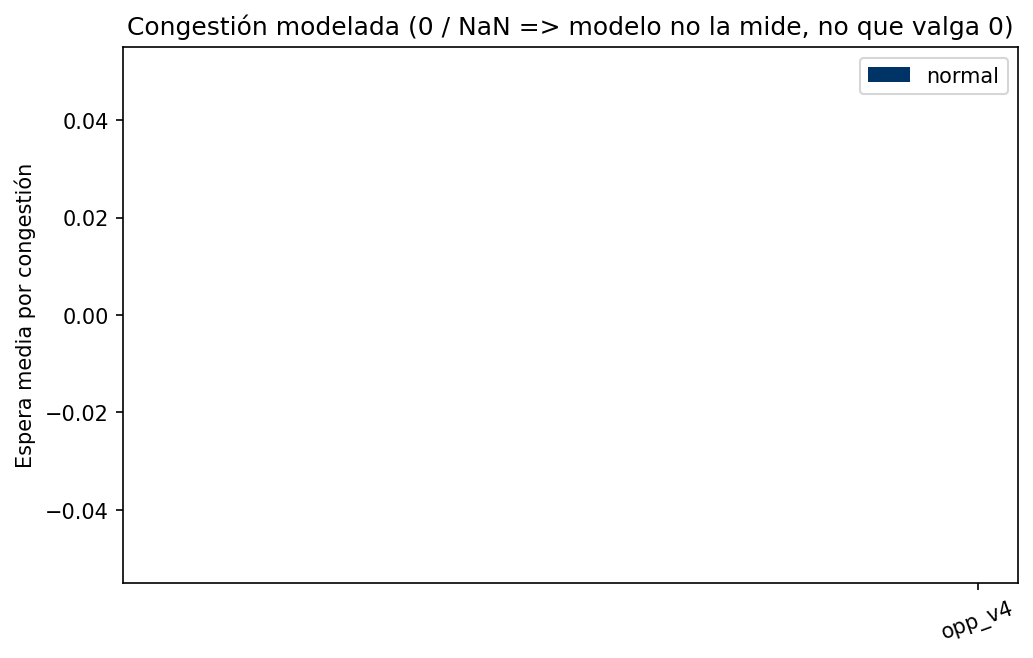 Congestión modelada (0 / NaN => modelo no la mide, no que valga 0)
normal
Espera media por congestión
0.04
0.02
0.00
−0.02
−0.04
opp_v4